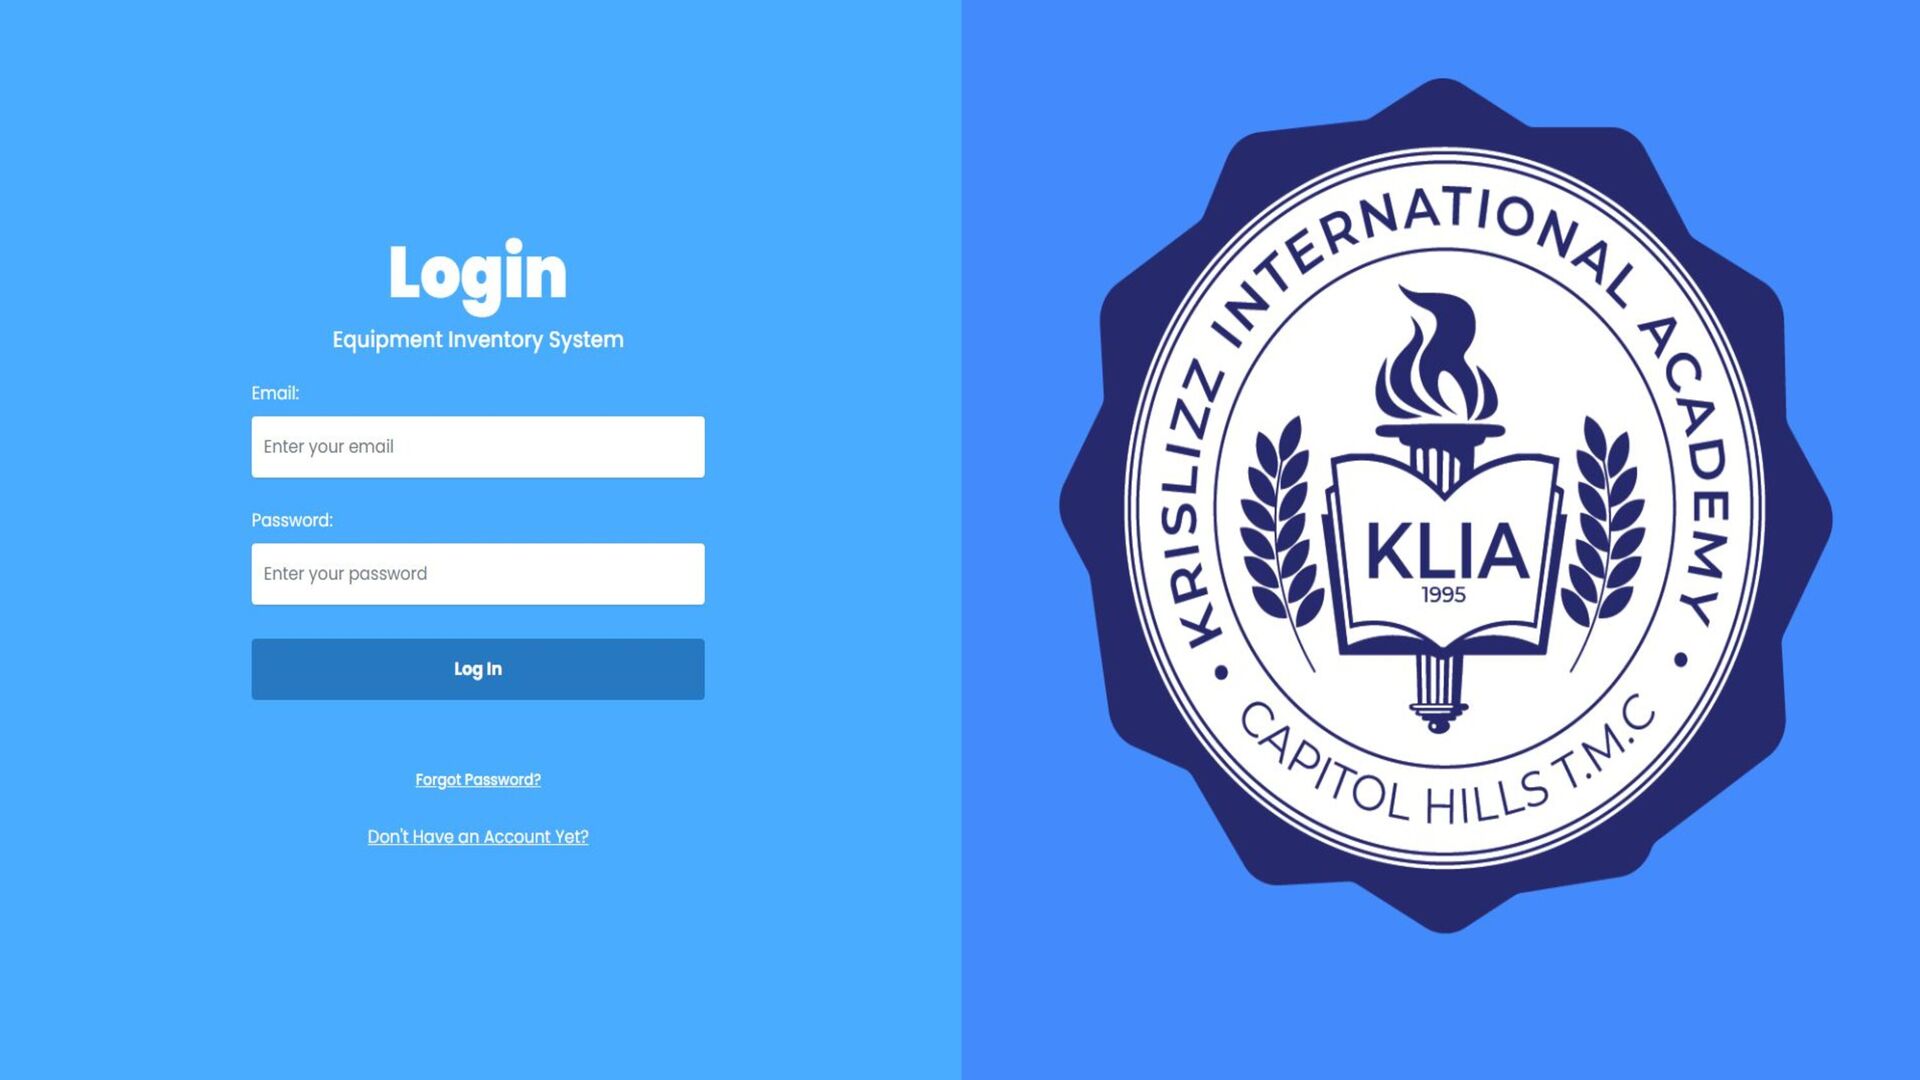 Login
Equipment Inventory System
Email:
Enter your email
Password:
Enter your password
Log In
Forgot Password?
Don't Have an Account Yet?
• KRISLIZZ INTERNATIONAL ACADEMY •
KLIA
1995
CAPITOL HILLS T.M.C